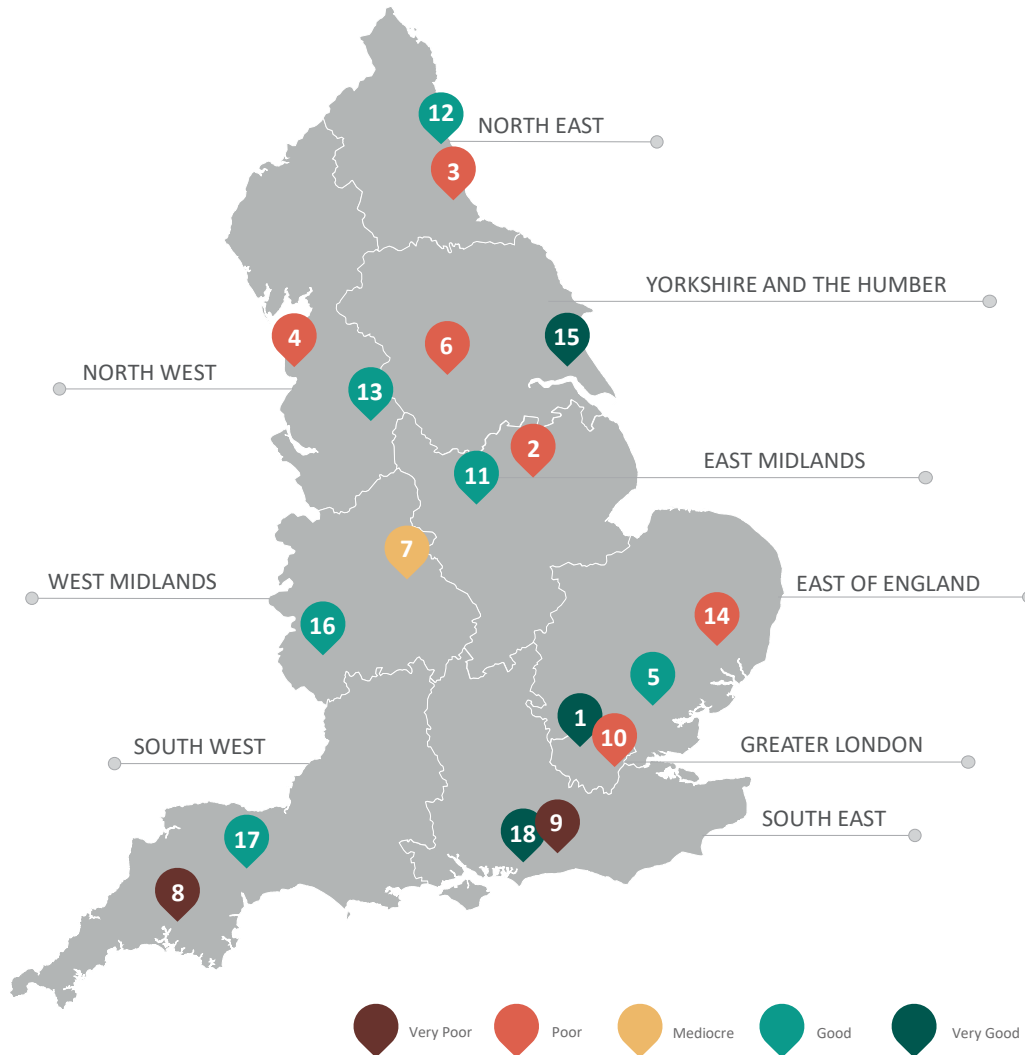 12
NORTH EAST
3
YORKSHIRE AND THE HUMBER
4
6
15
NORTH WEST
13
2
11
EAST MIDLANDS
7
WEST MIDLANDS
EAST OF ENGLAND
14
16
5
1
10
SOUTH WEST
GREATER LONDON
SOUTH EAST
18
9
17
8
Very Poor
Poor
Mediocre
Good
Very Good